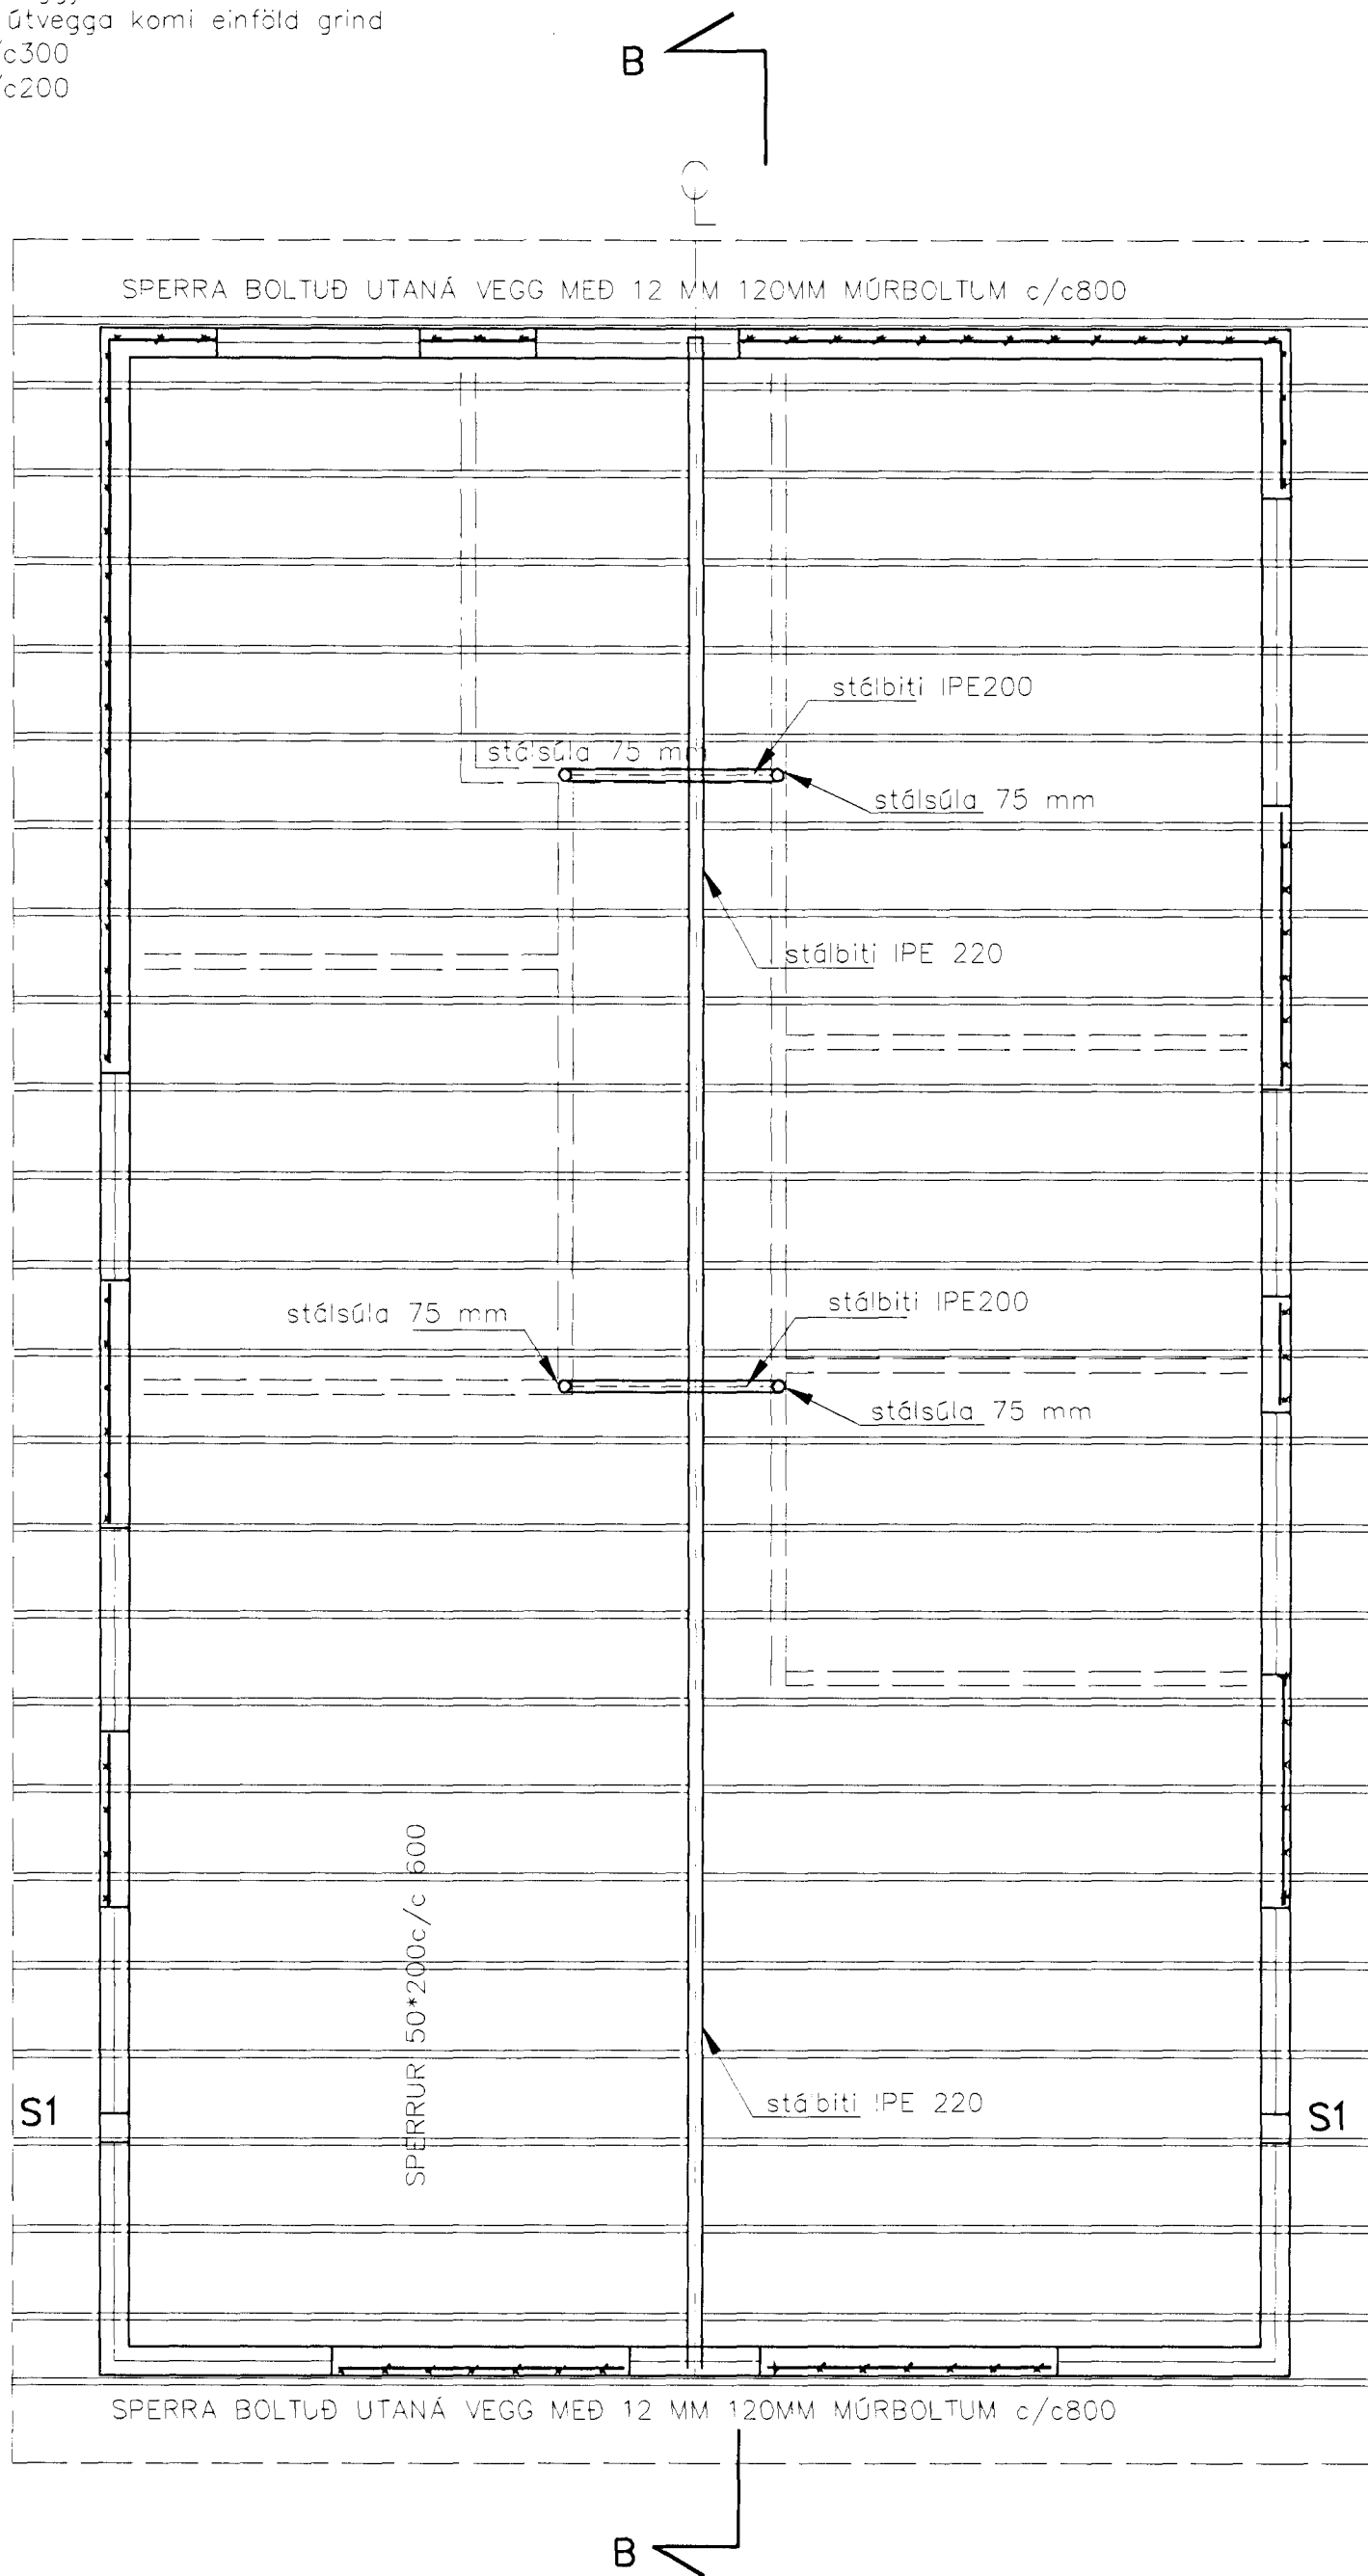 útvegga komi einföld grind
/c300
/c200
B
SPERRA BOLTUÐ UTANÁ VEGG MEÐ 12 MM 120MM MÚRBOLTUM c/c800
stálbiti IPE200
stálsúla 75 mm
stálsúla 75 mm
stálbiti IPE 220
stálbiti IPE200
stálsúla 75 mm
stálsúla 75 mm
SPERRUR 50*200c/c 600
stálbiti IPE 220
S1
S1
SPERRA BOLTUÐ UTANÁ VEGG MEÐ 12 MM 120MM MÚRBOLTUM c/c800
B